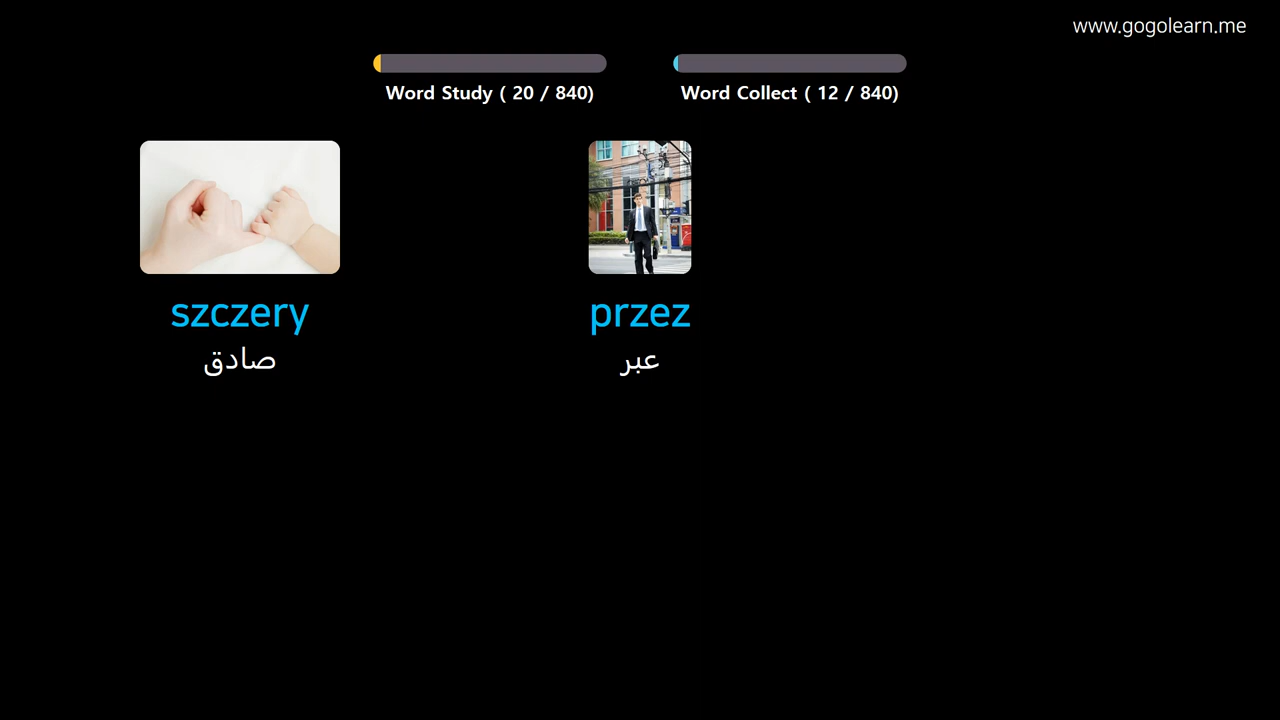 www.gogolearn.me
Word Study ( 20 / 840)
Word Collect ( 12 / 840)
szczery
przez
صادق
عبر